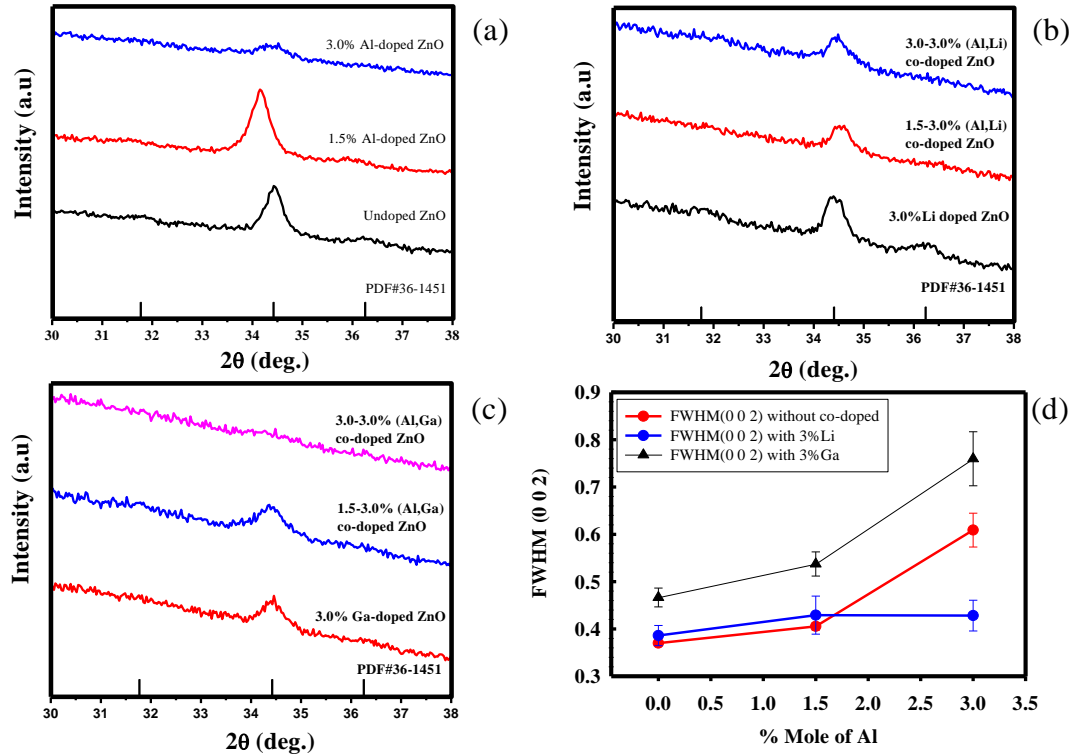 (a)
3.0% Al-doped ZnO
1.5% Al-doped ZnO
Undoped ZnO
PDF#36-1451
Intensity (a.u)
30 31 32 33 34 35 36 37 38
2θ (deg.)
(b)
3.0-3.0% (Al,Li)
co-doped ZnO
1.5-3.0% (Al,Li)
co-doped ZnO
3.0%Li doped ZnO
PDF#36-1451
Intensity (a.u)
30 31 32 33 34 35 36 37 38
2θ (deg.)
(c)
3.0-3.0% (Al,Ga)
co-doped ZnO
1.5-3.0% (Al,Ga)
co-doped ZnO
3.0% Ga-doped ZnO
PDF#36-1451
Intensity (a.u)
30 31 32 33 34 35 36 37 38
2θ (deg.)
(d)
FWHM(0 0 2) without co-doped
FWHM(0 0 2) with 3%Li
FWHM(0 0 2) with 3%Ga
FWHM (0 0 2)
0.9
0.8
0.7
0.6
0.5
0.4
0.3
0.0 0.5 1.0 1.5 2.0 2.5 3.0 3.5
% Mole of Al